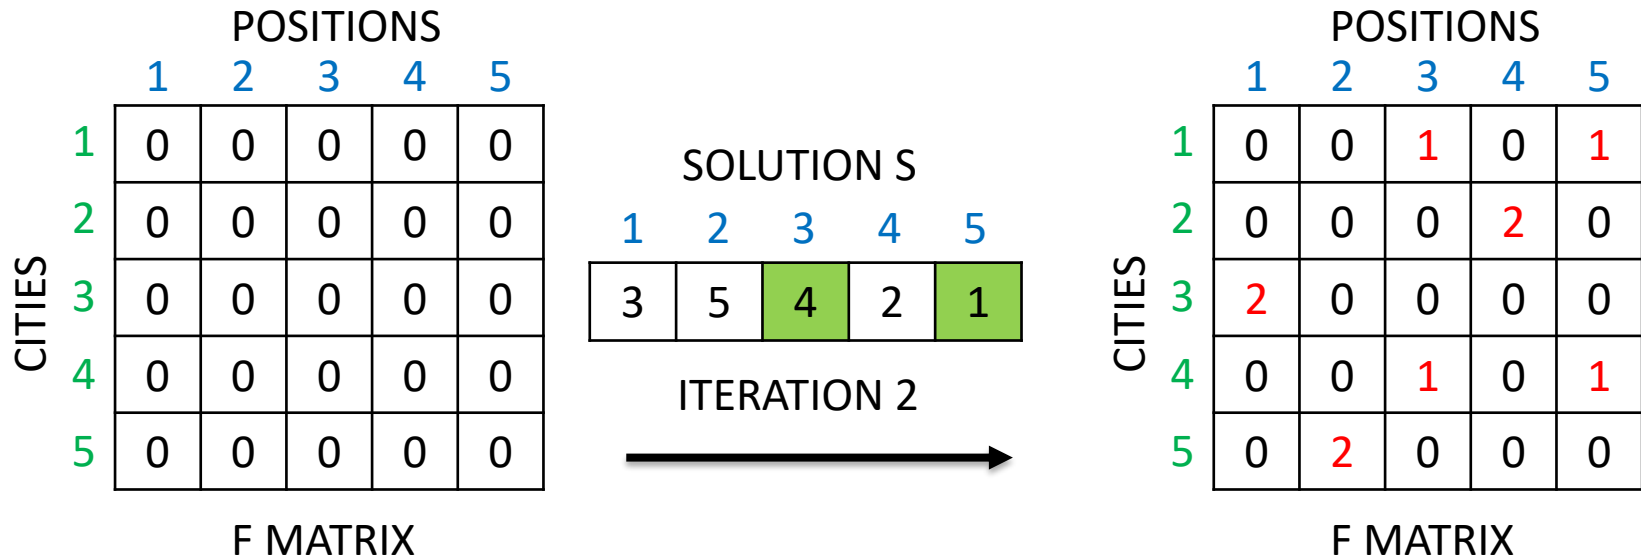 POSITIONS
1 2 3 4 5
CITIES
1 0 0 0 0 0
2 0 0 0 0 0
3 0 0 0 0 0
4 0 0 0 0 0
5 0 0 0 0 0
F MATRIX
SOLUTION S
1 2 3 4 5
3 5 4 2 1
ITERATION 2
POSITIONS
1 2 3 4 5
CITIES
1 0 0 1 0 1
2 0 0 0 2 0
3 2 0 0 0 0
4 0 0 1 0 1
5 0 2 0 0 0
F MATRIX